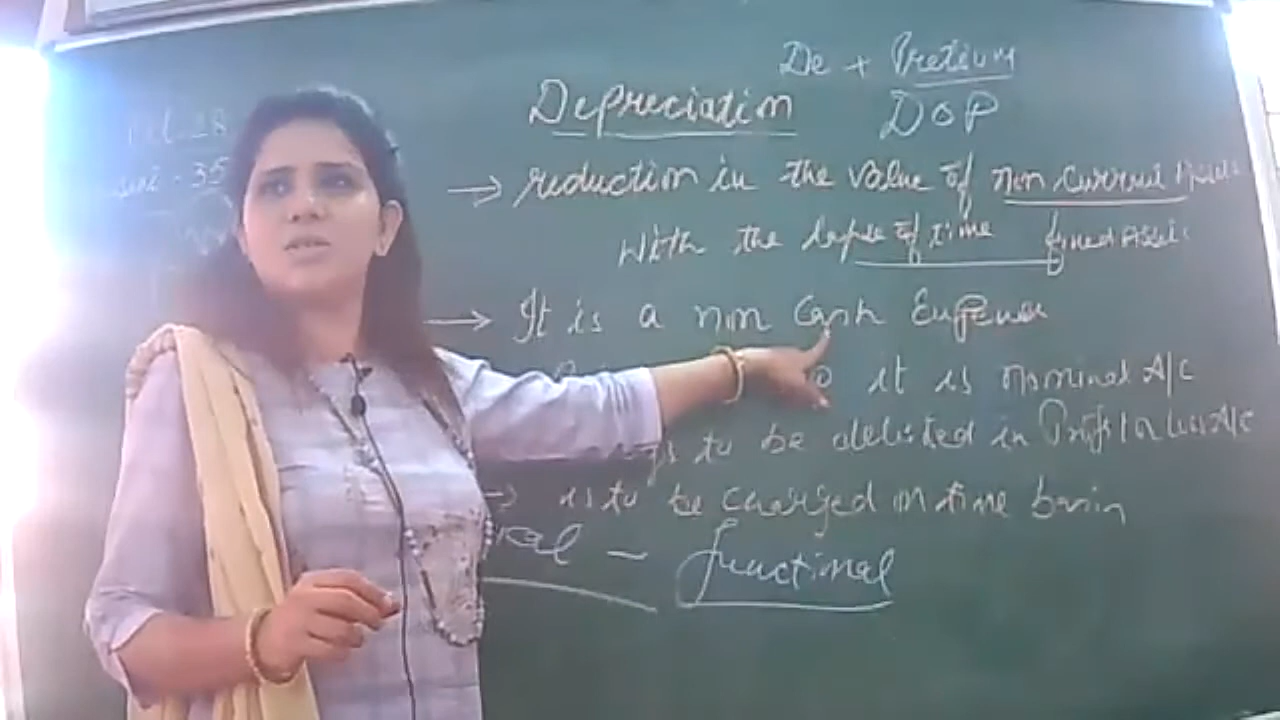 De + Pretium
Depreciation DOP
→ reduction in the value of non current Assets
with the lapse of time fixed Assets
→ It is a non cash Expense
it is nominal A/c
to be debited in Profit or Loss A/c
→ is to be charged on time basis
functional